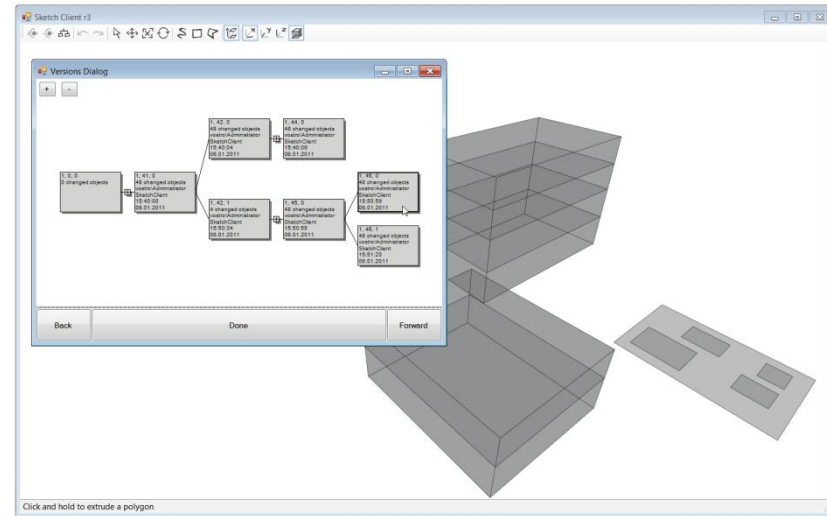 Sketch Client r3
Versions Dialog
+ -
1, 42, 0
48 changed objects
vostro\Administrator
SketchClient
15:40:04
06.01.2011
1, 44, 0
48 changed objects
vostro\Administrator
SketchClient
15:40:09
06.01.2011
1, 0, 0
0 changed objects
1, 41, 0
48 changed objects
vostro\Administrator
SketchClient
15:40:00
06.01.2011
1, 46, 0
48 changed objects
vostro\Administrator
SketchClient
15:50:59
06.01.2011
1, 42, 1
4 changed objects
vostro\Administrator
SketchClient
15:50:34
06.01.2011
1, 45, 0
48 changed objects
vostro\Administrator
SketchClient
15:50:55
06.01.2011
1, 46, 1
48 changed objects
vostro\Administrator
SketchClient
15:51:20
06.01.2011
Back Done Forward
Click and hold to extrude a polygon